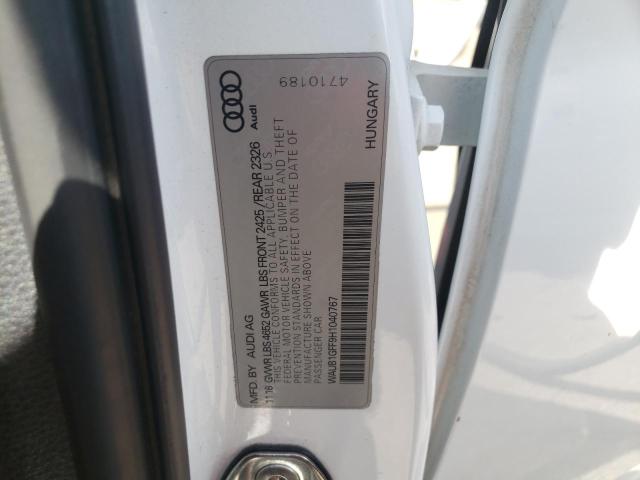 4710189
Audi
MFD.BY AUDI AG
11 16 GVWR LBS 4652 GAWR LBS FRONT 2425/REAR 2326
THIS VEHICLE CONFORMS TO ALL APPLICABLE U.S
FEDERAL MOTOR VEHICLE SAFETY, BUMPER AND THEFT
PREVENTION STANDARDS IN EFFECT ON THE DATE OF
MANUFACTURE SHOWN ABOVE
PASSENGER CAR
WAUB1GFF9H1040767
HUNGARY